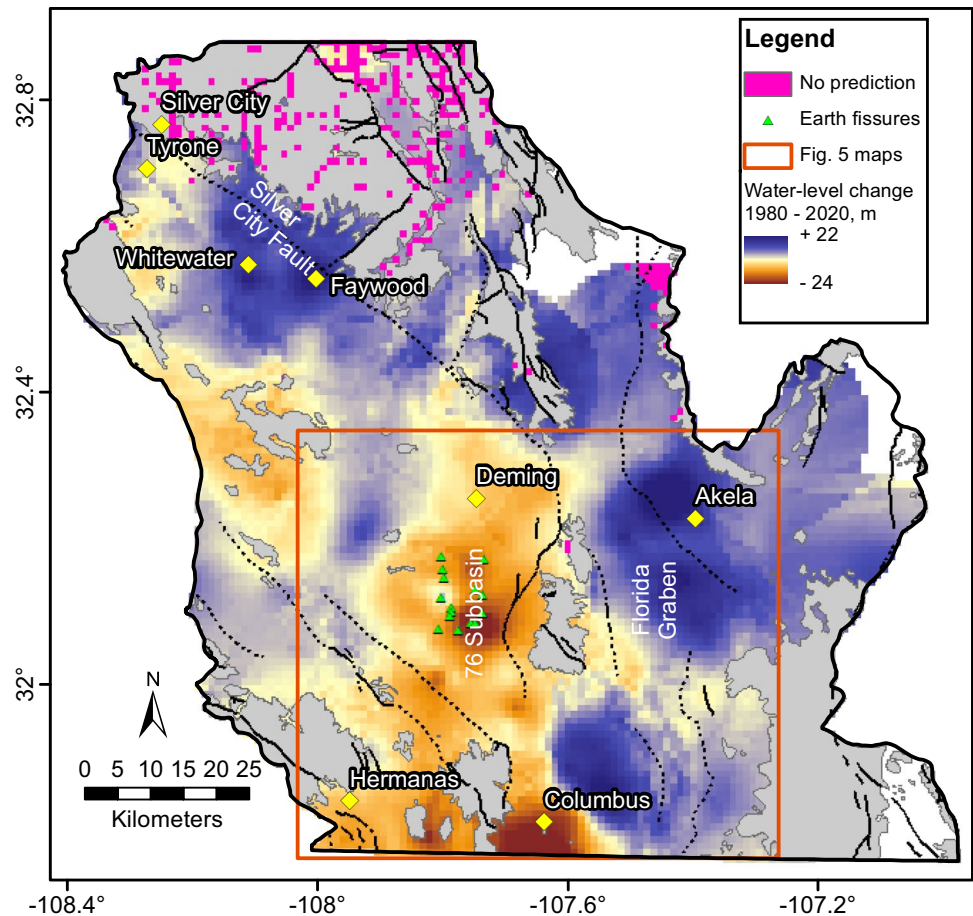 Legend
No prediction
Earth fissures
Fig. 5 maps
Water-level change
1980 - 2020, m
+ 22
- 24
32.8°
32.4°
32°
Silver City
Tyrone
Silver
City Fault
Whitewater
Faywood
Deming
Akela
76 Subbasin
Florida
Graben
N
0 5 10 15 20 25
Kilometers
Hermanas
Columbus
-108.4°
-108°
-107.6°
-107.2°